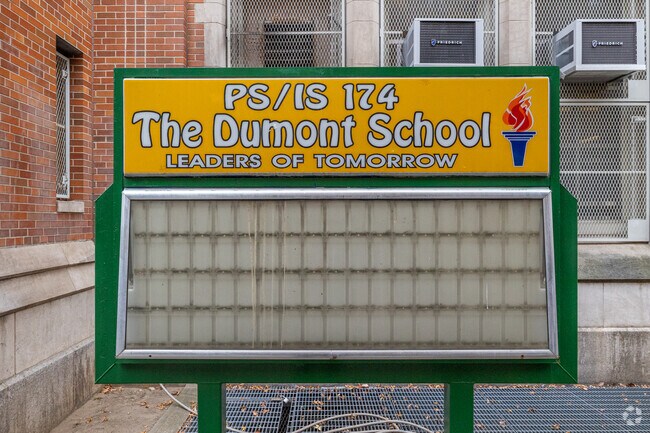 FRIEDRICH
FRIEDRICH
PS/IS 174
The Dumont School
LEADERS OF TOMORROW